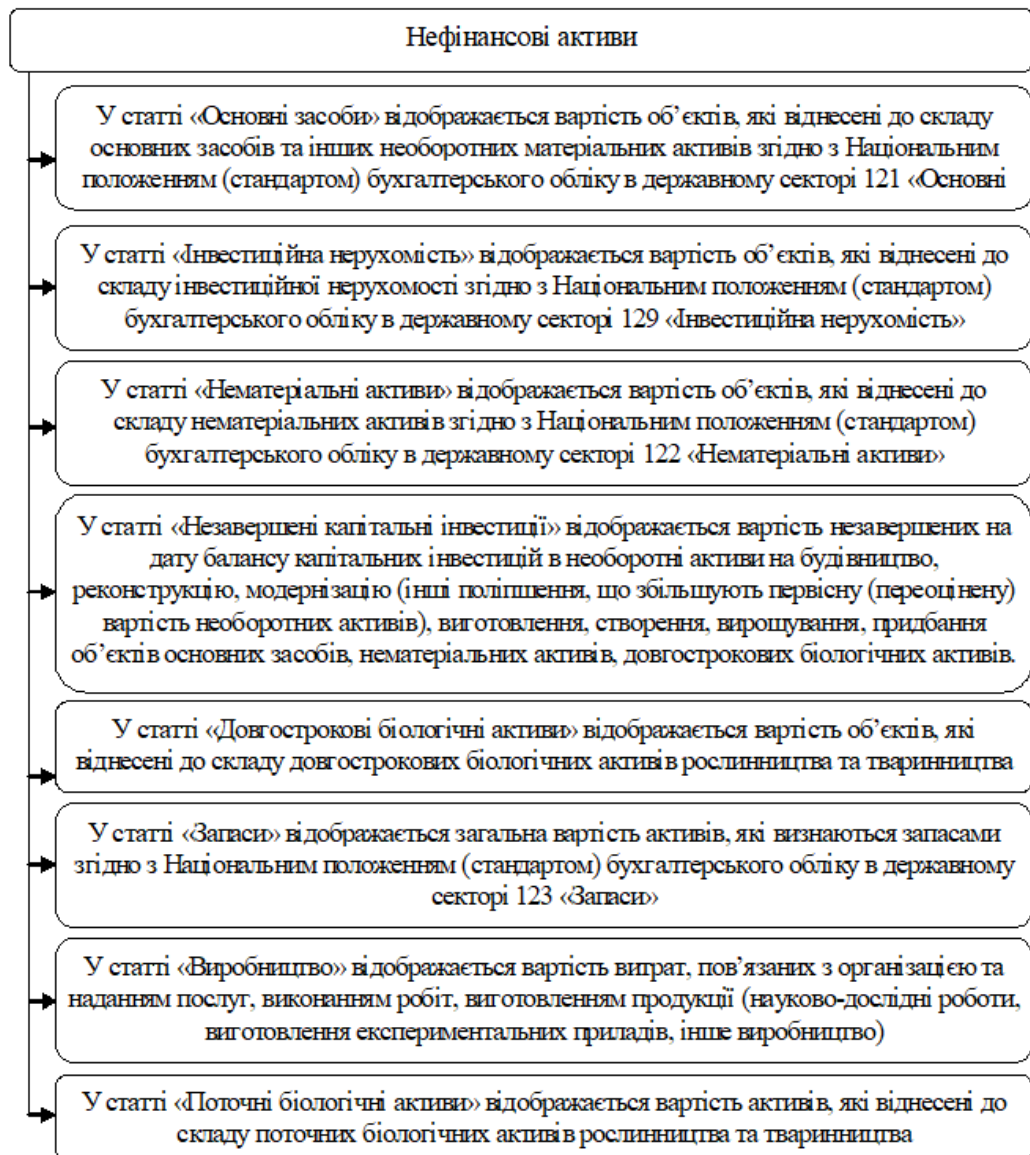 Нефінансові активи
У статті «Основні засоби» відображається вартість об’єктів, які віднесені до складу
основних засобів та інших необоротних матеріальних активів згідно з Національним
положенням (стандартом) бухгалтерського обліку в державному секторі 121 «Основні
У статті «Інвестиційна нерухомість» відображається вартість об’єктів, які віднесені до
складу інвестиційної нерухомості згідно з Національним положенням (стандартом)
бухгалтерського обліку в державному секторі 129 «Інвестиційна нерухомість»
У статті «Нематеріальні активи» відображається вартість об’єктів, які віднесені до
складу нематеріальних активів згідно з Національним положенням (стандартом)
бухгалтерського обліку в державному секторі 122 «Нематеріальні активи»
У статті «Незавершені капітальні інвестиції» відображається вартість незавершених на
дату балансу капітальних інвестицій в необоротні активи на будівництво,
реконструкцію, модернізацію (інші поліпшення, що збільшують первісну (переоцінену)
вартість необоротних активів), виготовлення, створення, вирощування, придбання
об’єктів основних засобів, нематеріальних активів, довгострокових біологічних активів.
У статті «Довгострокові біологічні активи» відображається вартість об’єктів, які
віднесені до складу довгострокових біологічних активів рослинництва та тваринництва
У статті «Запаси» відображається загальна вартість активів, які визнаються запасами
згідно з Національним положенням (стандартом) бухгалтерського обліку в державному
секторі 123 «Запаси»
У статті «Виробництво» відображається вартість витрат, пов’язаних з організацією та
наданням послуг, виконанням робіт, виготовленням продукції (науково-дослідні роботи,
виготовлення експериментальних приладів, інше виробництво)
У статті «Поточні біологічні активи» відображається вартість активів, які віднесені до
складу поточних біологічних активів рослинництва та тваринництва